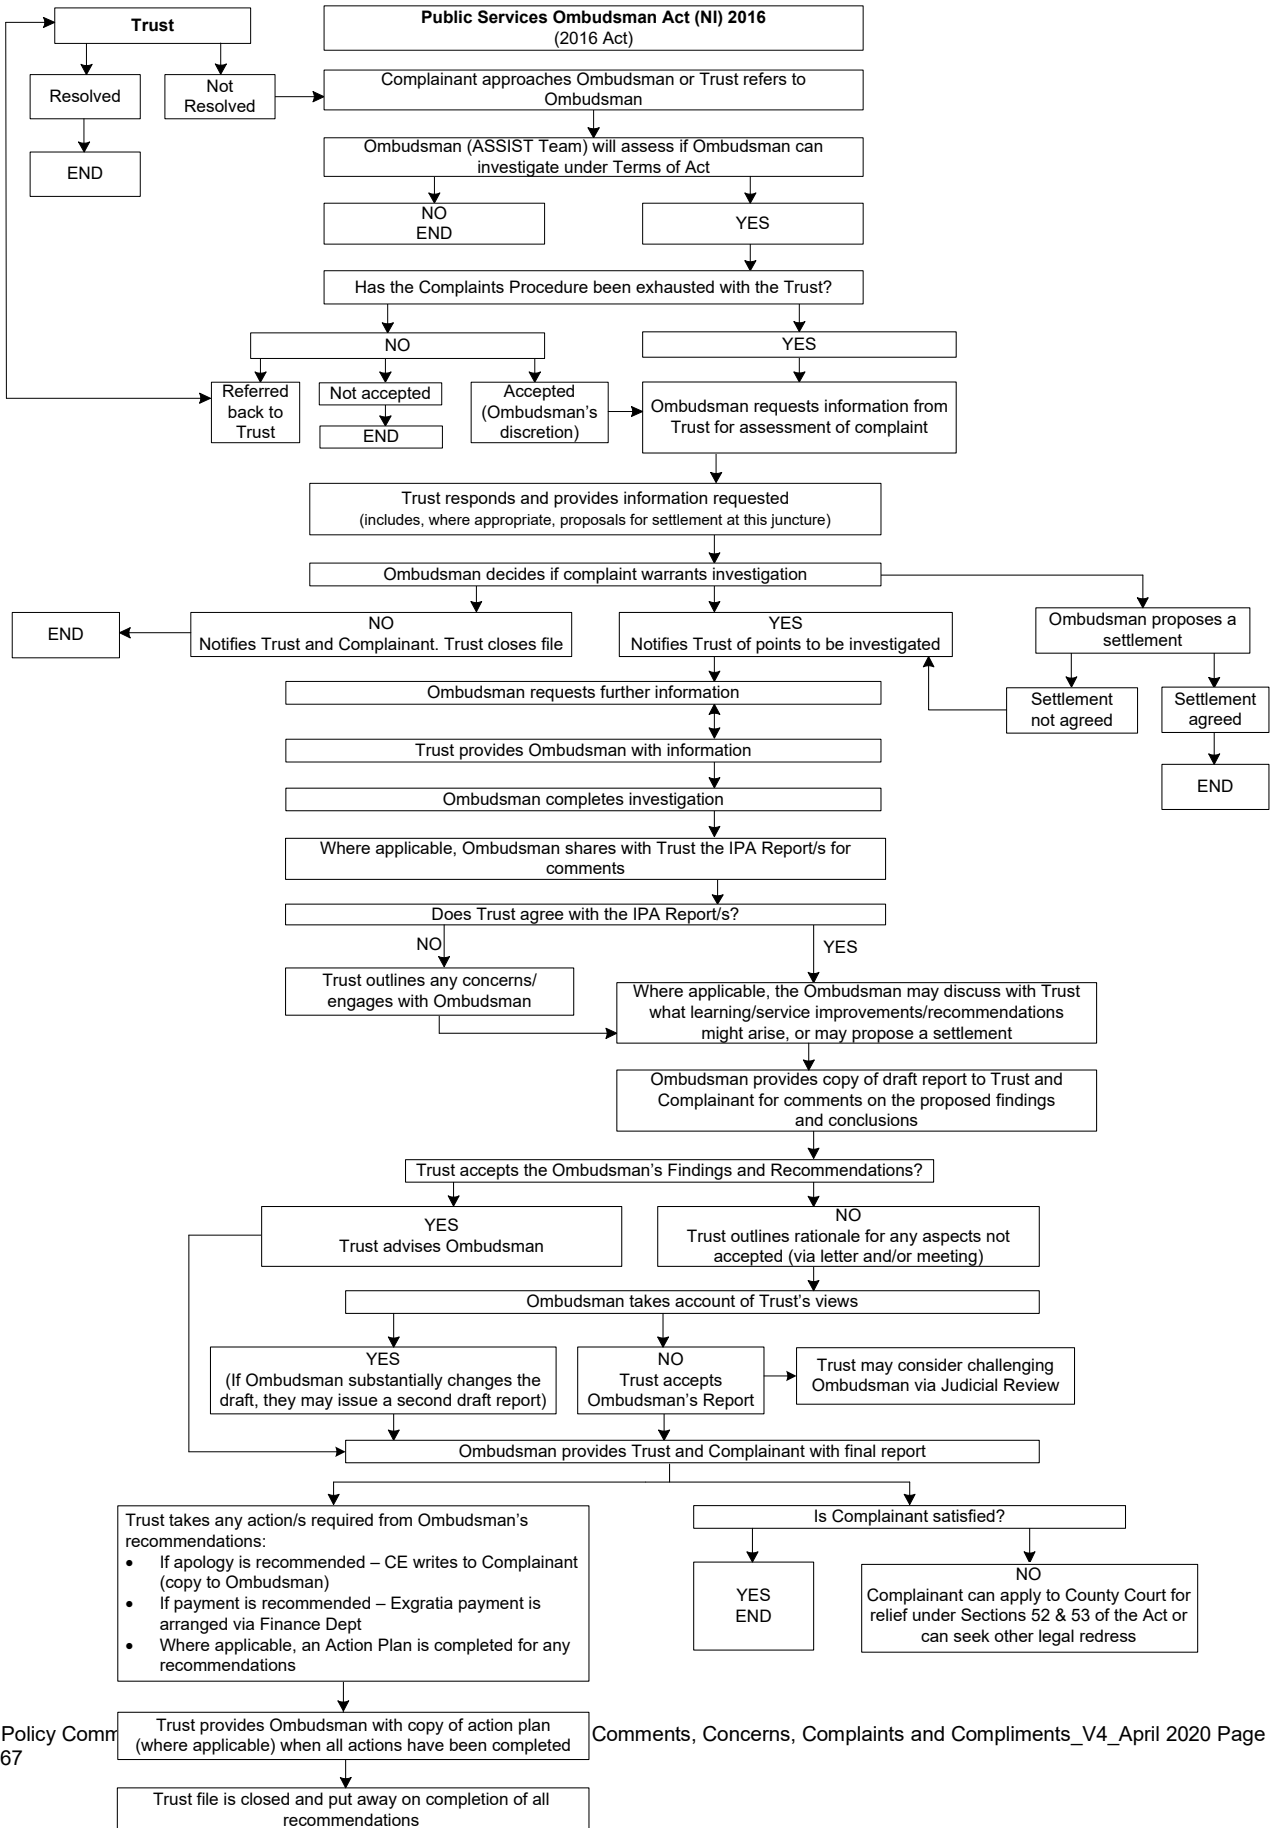 Trust
Public Services Ombudsman Act (NI) 2016
(2016 Act)
Resolved
Not
Resolved
Complainant approaches Ombudsman or Trust refers to
Ombudsman
END
Ombudsman (ASSIST Team) will assess if Ombudsman can
investigate under Terms of Act
NO
END
YES
Has the Complaints Procedure been exhausted with the Trust?
NO
YES
Referred
back to
Trust
Not accepted
END
Accepted
(Ombudsman’s
discretion)
Ombudsman requests information from
Trust for assessment of complaint
Trust responds and provides information requested
(includes, where appropriate, proposals for settlement at this juncture)
Ombudsman decides if complaint warrants investigation
END
NO
Notifies Trust and Complainant. Trust closes file
YES
Notifies Trust of points to be investigated
Ombudsman proposes a
settlement
Ombudsman requests further information
Settlement
not agreed
Settlement
agreed
Trust provides Ombudsman with information
END
Ombudsman completes investigation
Where applicable, Ombudsman shares with Trust the IPA Report/s for
comments
Does Trust agree with the IPA Report/s?
NO
YES
Trust outlines any concerns/
engages with Ombudsman
Where applicable, the Ombudsman may discuss with Trust
what learning/service improvements/recommendations
might arise, or may propose a settlement
Ombudsman provides copy of draft report to Trust and
Complainant for comments on the proposed findings
and conclusions
Trust accepts the Ombudsman’s Findings and Recommendations?
YES
Trust advises Ombudsman
NO
Trust outlines rationale for any aspects not
accepted (via letter and/or meeting)
Ombudsman takes account of Trust’s views
YES
(If Ombudsman substantially changes the
draft, they may issue a second draft report)
NO
Trust accepts
Ombudsman’s Report
Trust may consider challenging
Ombudsman via Judicial Review
Ombudsman provides Trust and Complainant with final report
Trust takes any action/s required from Ombudsman’s
recommendations:
• If apology is recommended – CE writes to Complainant
(copy to Ombudsman)
• If payment is recommended – Exgratia payment is
arranged via Finance Dept
• Where applicable, an Action Plan is completed for any
recommendations
Is Complainant satisfied?
YES
END
NO
Complainant can apply to County Court for
relief under Sections 52 & 53 of the Act or
can seek other legal redress
Trust provides Ombudsman with copy of action plan
(where applicable) when all actions have been completed
Policy Comm
Comments, Concerns, Complaints and Compliments_V4_April 2020 Page
67
Trust file is closed and put away on completion of all
recommendations